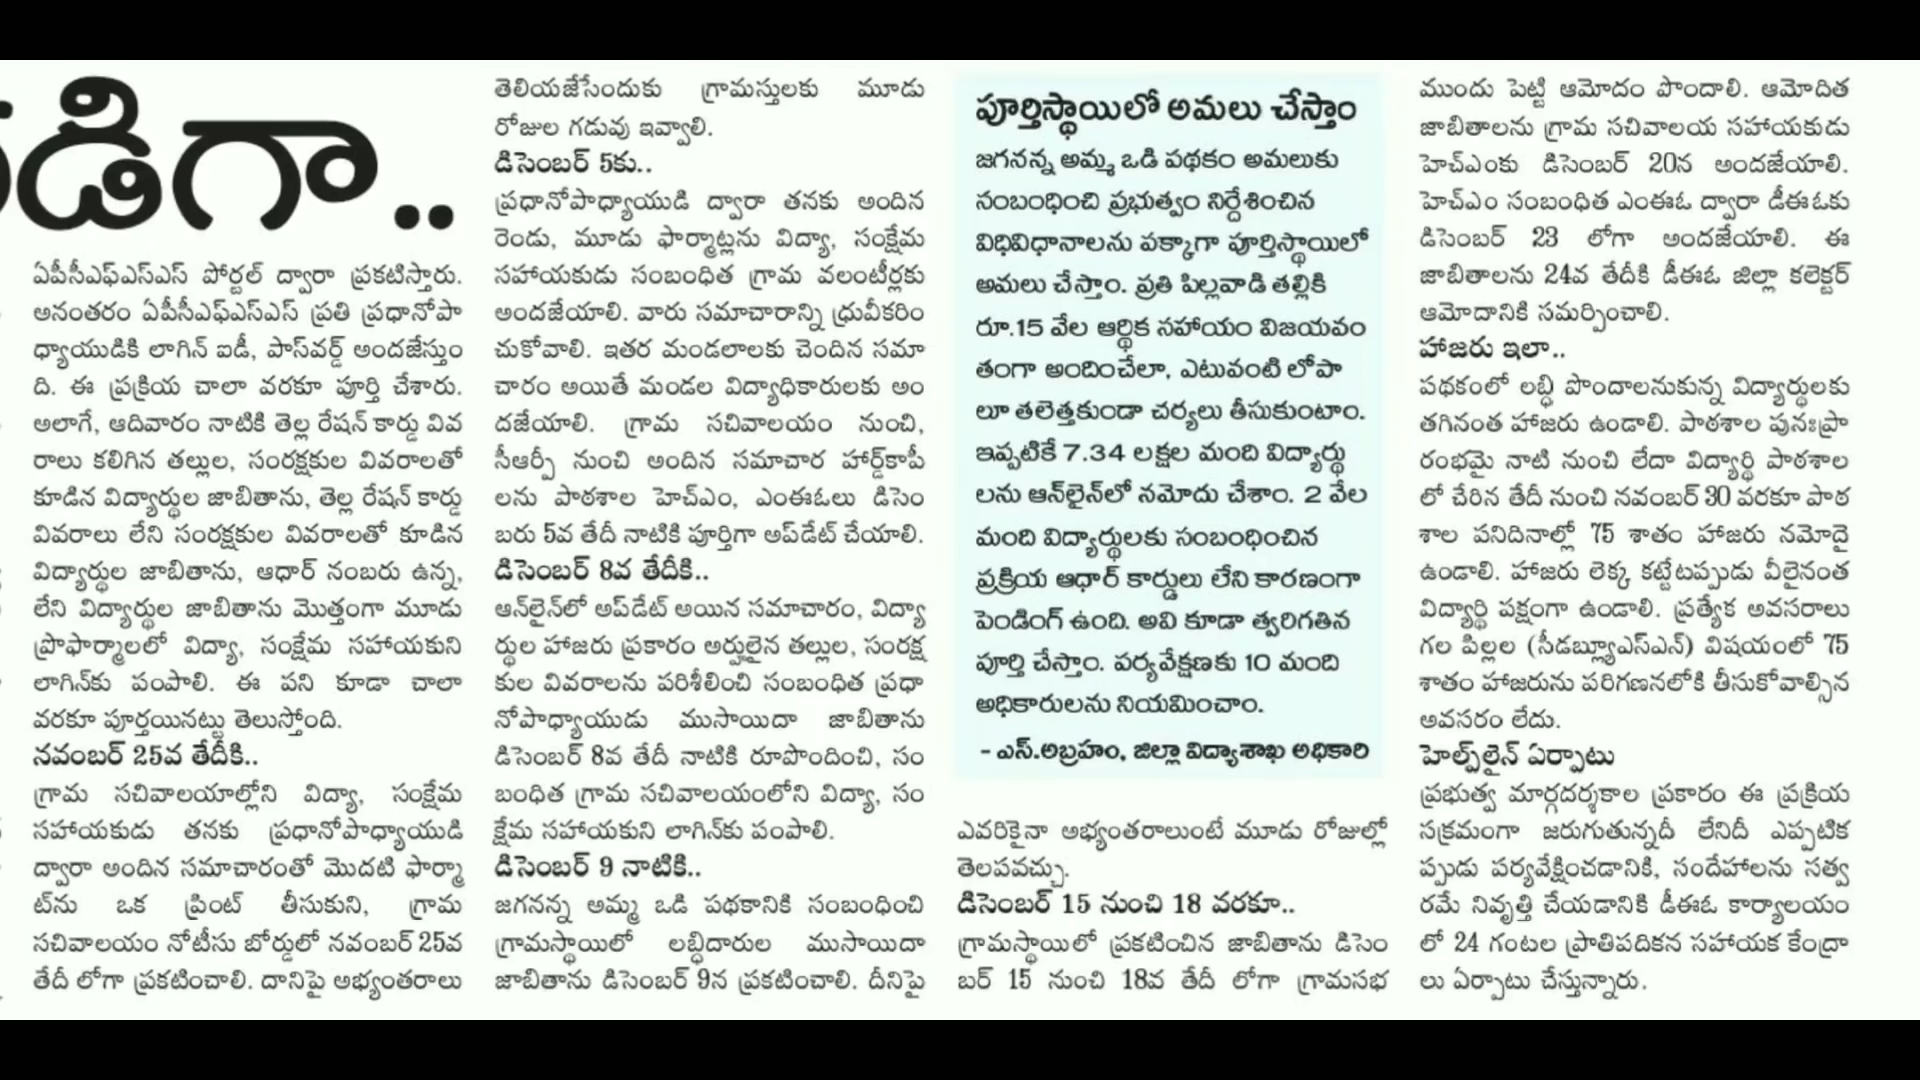 డిగా..
ఏపీసీఎఫ్ఎస్ఎస్ పోర్టల్ ద్వారా ప్రకటిస్తారు.
అనంతరం ఏపీసీఎఫ్ఎస్ఎస్ ప్రతి ప్రధానోపా
ధ్యాయుడికి లాగిన్ ఐడీ, పాస్‌వర్డ్ అందజేస్తుం
ది. ఈ ప్రక్రియ చాలా వరకూ పూర్తి చేశారు.
అలాగే, ఆదివారం నాటికి తెల్ల రేషన్ కార్డు వివ
రాలు కలిగిన తల్లుల, సంరక్షకుల వివరాలతో
కూడిన విద్యార్థుల జాబితాను, తెల్ల రేషన్ కార్డు
వివరాలు లేని సంరక్షకుల వివరాలతో కూడిన
విద్యార్థుల జాబితాను, ఆధార్ నంబరు ఉన్న,
లేని విద్యార్థుల జాబితాను మొత్తంగా మూడు
ప్రొఫార్మాలలో విద్యా, సంక్షేమ సహాయకుని
లాగిన్‌కు పంపాలి. ఈ పని కూడా చాలా
వరకూ పూర్తయినట్టు తెలుస్తోంది.
నవంబర్ 25వ తేదీకి..
గ్రామ సచివాలయాల్లోని విద్యా, సంక్షేమ
సహాయకుడు తనకు ప్రధానోపాధ్యాయుడి
ద్వారా అందిన సమాచారంతో మొదటి ఫార్మా
ట్‌ను ఒక ప్రింట్ తీసుకుని, గ్రామ
సచివాలయం నోటీసు బోర్డులో నవంబర్ 25వ
తేదీ లోగా ప్రకటించాలి. దానిపై అభ్యంతరాలు
తెలియజేసేందుకు గ్రామస్తులకు మూడు
రోజుల గడువు ఇవ్వాలి.
డిసెంబర్ 5కు..
ప్రధానోపాధ్యాయుడి ద్వారా తనకు అందిన
రెండు, మూడు ఫార్మాట్లను విద్యా, సంక్షేమ
సహాయకుడు సంబంధిత గ్రామ వలంటీర్లకు
అందజేయాలి. వారు సమాచారాన్ని ధ్రువీకరిం
చుకోవాలి. ఇతర మండలాలకు చెందిన సమా
చారం అయితే మండల విద్యాధికారులకు అం
దజేయాలి. గ్రామ సచివాలయం నుంచి,
సీఆర్పీ నుంచి అందిన సమాచార హార్డ్‌కాపీ
లను పాఠశాల హెచ్ఎం, ఎంఈఓలు డిసెం
బరు 5వ తేదీ నాటికి పూర్తిగా అప్‌డేట్ చేయాలి.
డిసెంబర్ 8వ తేదీకి..
ఆన్‌లైన్‌లో అప్‌డేట్ అయిన సమాచారం, విద్యా
ర్థుల హాజరు ప్రకారం అర్హులైన తల్లుల, సంరక్ష
కుల వివరాలను పరిశీలించి సంబంధిత ప్రధా
నోపాధ్యాయుడు ముసాయిదా జాబితాను
డిసెంబర్ 8వ తేదీ నాటికి రూపొందించి, సం
బంధిత గ్రామ సచివాలయంలోని విద్యా, సం
క్షేమ సహాయకుని లాగిన్‌కు పంపాలి.
డిసెంబర్ 9 నాటికి..
జగనన్న అమ్మ ఒడి పథకానికి సంబంధించి
గ్రామస్థాయిలో లబ్ధిదారుల ముసాయిదా
జాబితాను డిసెంబర్ 9న ప్రకటించాలి. దీనిపై
పూర్తిస్థాయిలో అమలు చేస్తాం
జగనన్న అమ్మ ఒడి పథకం అమలుకు
సంబంధించి ప్రభుత్వం నిర్దేశించిన
విధివిధానాలను పక్కాగా పూర్తిస్థాయిలో
అమలు చేస్తాం. ప్రతి పిల్లవాడి తల్లికి
రూ.15 వేల ఆర్థిక సహాయం విజయవం
తంగా అందించేలా, ఎటువంటి లోపా
లూ తలెత్తకుండా చర్యలు తీసుకుంటాం.
ఇప్పటికే 7.34 లక్షల మంది విద్యార్థు
లను ఆన్‌లైన్‌లో నమోదు చేశాం. 2 వేల
మంది విద్యార్థులకు సంబంధించిన
ప్రక్రియ ఆధార్ కార్డులు లేని కారణంగా
పెండింగ్ ఉంది. అవి కూడా త్వరిగతిన
పూర్తి చేస్తాం. పర్యవేక్షణకు 10 మంది
అధికారులను నియమించాం.
- ఎస్.అబ్రహం, జిల్లా విద్యాశాఖ అధికారి
ఎవరికైనా అభ్యంతరాలుంటే మూడు రోజుల్లో
తెలపవచ్చు.
డిసెంబర్ 15 నుంచి 18 వరకూ..
గ్రామస్థాయిలో ప్రకటించిన జాబితాను డిసెం
బర్ 15 నుంచి 18వ తేదీ లోగా గ్రామసభ
ముందు పెట్టి ఆమోదం పొందాలి. ఆమోదిత
జాబితాలను గ్రామ సచివాలయ సహాయకుడు
హెచ్ఎంకు డిసెంబర్ 20న అందజేయాలి.
హెచ్ఎం సంబంధిత ఎంఈఓ ద్వారా డీఈఓకు
డిసెంబర్ 23 లోగా అందజేయాలి. ఈ
జాబితాలను 24వ తేదీకి డీఈఓ జిల్లా కలెక్టర్
ఆమోదానికి సమర్పించాలి.
హాజరు ఇలా..
పథకంలో లబ్ధి పొందాలనుకున్న విద్యార్థులకు
తగినంత హాజరు ఉండాలి. పాఠశాల పునఃప్రా
రంభమై నాటి నుంచి లేదా విద్యార్థి పాఠశాల
లో చేరిన తేదీ నుంచి నవంబర్ 30 వరకూ పాఠ
శాల పనిదినాల్లో 75 శాతం హాజరు నమోదై
ఉండాలి. హాజరు లెక్క కట్టేటప్పుడు వీలైనంత
విద్యార్థి పక్షంగా ఉండాలి. ప్రత్యేక అవసరాలు
గల పిల్లల (సీడబ్ల్యూఎస్ఎన్) విషయంలో 75
శాతం హాజరును పరిగణనలోకి తీసుకోవాల్సిన
అవసరం లేదు.
హెల్ప్‌లైన్ ఏర్పాటు
ప్రభుత్వ మార్గదర్శకాల ప్రకారం ఈ ప్రక్రియ
సక్రమంగా జరుగుతున్నదీ లేనిదీ ఎప్పటిక
ప్పుడు పర్యవేక్షించడానికి, సందేహాలను సత్వ
రమే నివృత్తి చేయడానికి డీఈఓ కార్యాలయం
లో 24 గంటల ప్రాతిపదికన సహాయక కేంద్రా
లు ఏర్పాటు చేస్తున్నారు.